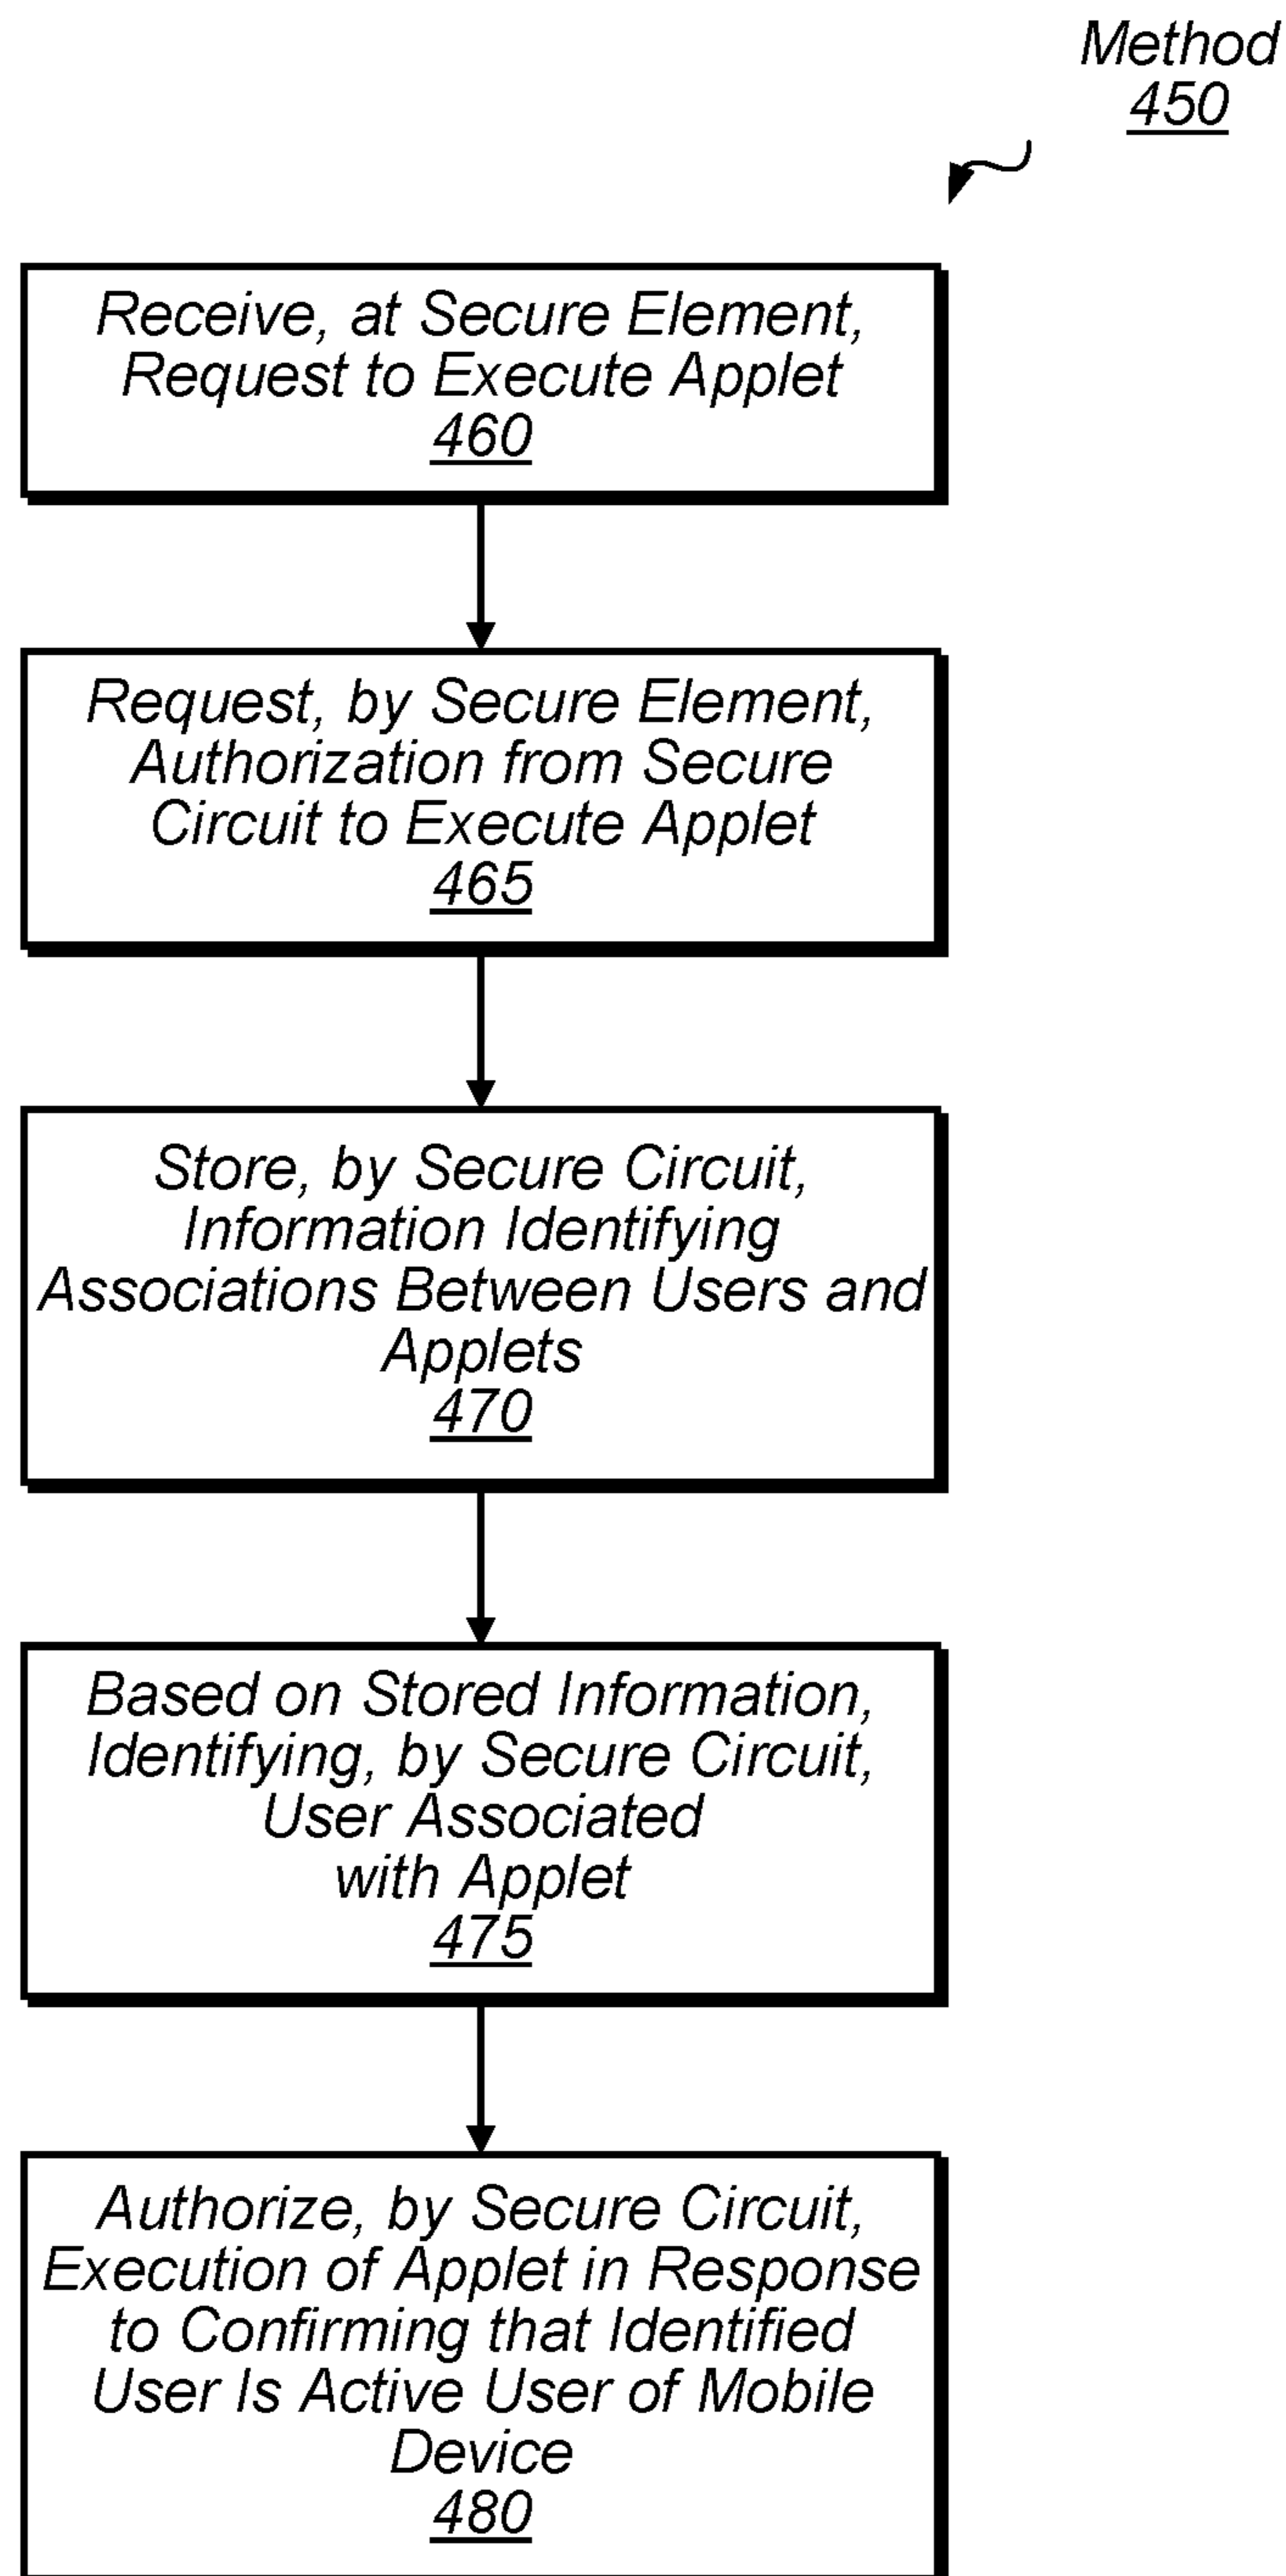 Method
450
Receive, at Secure Element,
Request to Execute Applet
460
Request, by Secure Element,
Authorization from Secure
Circuit to Execute Applet
465
Store, by Secure Circuit,
Information Identifying
Associations Between Users and
Applets
470
Based on Stored Information,
Identifying, by Secure Circuit,
User Associated
with Applet
475
Authorize, by Secure Circuit,
Execution of Applet in Response
to Confirming that Identified
User Is Active User of Mobile
Device
480